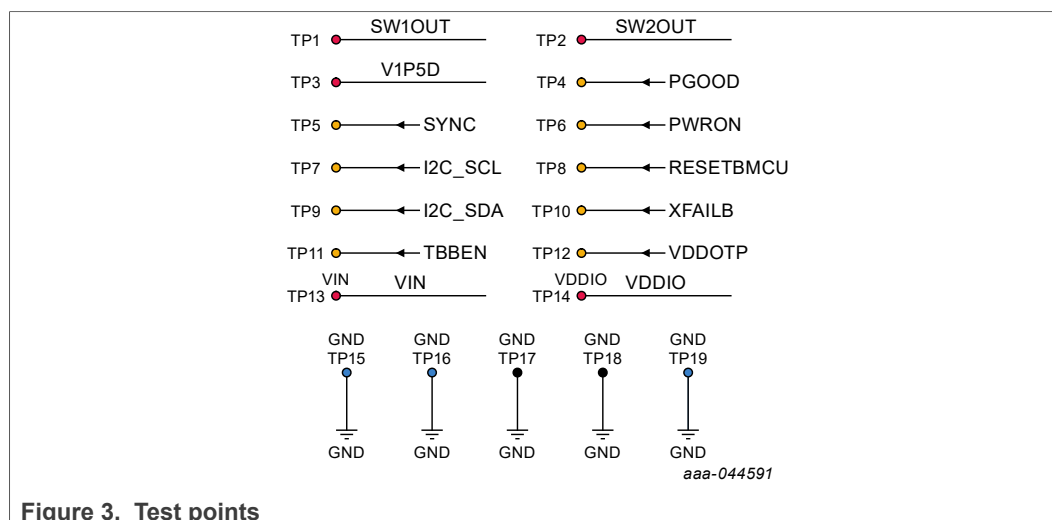 TP1 SW1OUT TP2 SW2OUT
TP3 V1P5D TP4 PGOOD
TP5 SYNC TP6 PWRON
TP7 I2C_SCL TP8 RESETBMCU
TP9 I2C_SDA TP10 XFAILB
TP11 TBBEN TP12 VDDOTP
VIN VIN VDDIO VDDIO
TP13 TP14
GND GND GND GND GND
TP15 TP16 TP17 TP18 TP19
GND GND GND GND GND
aaa-044591
Figure 3. Test points